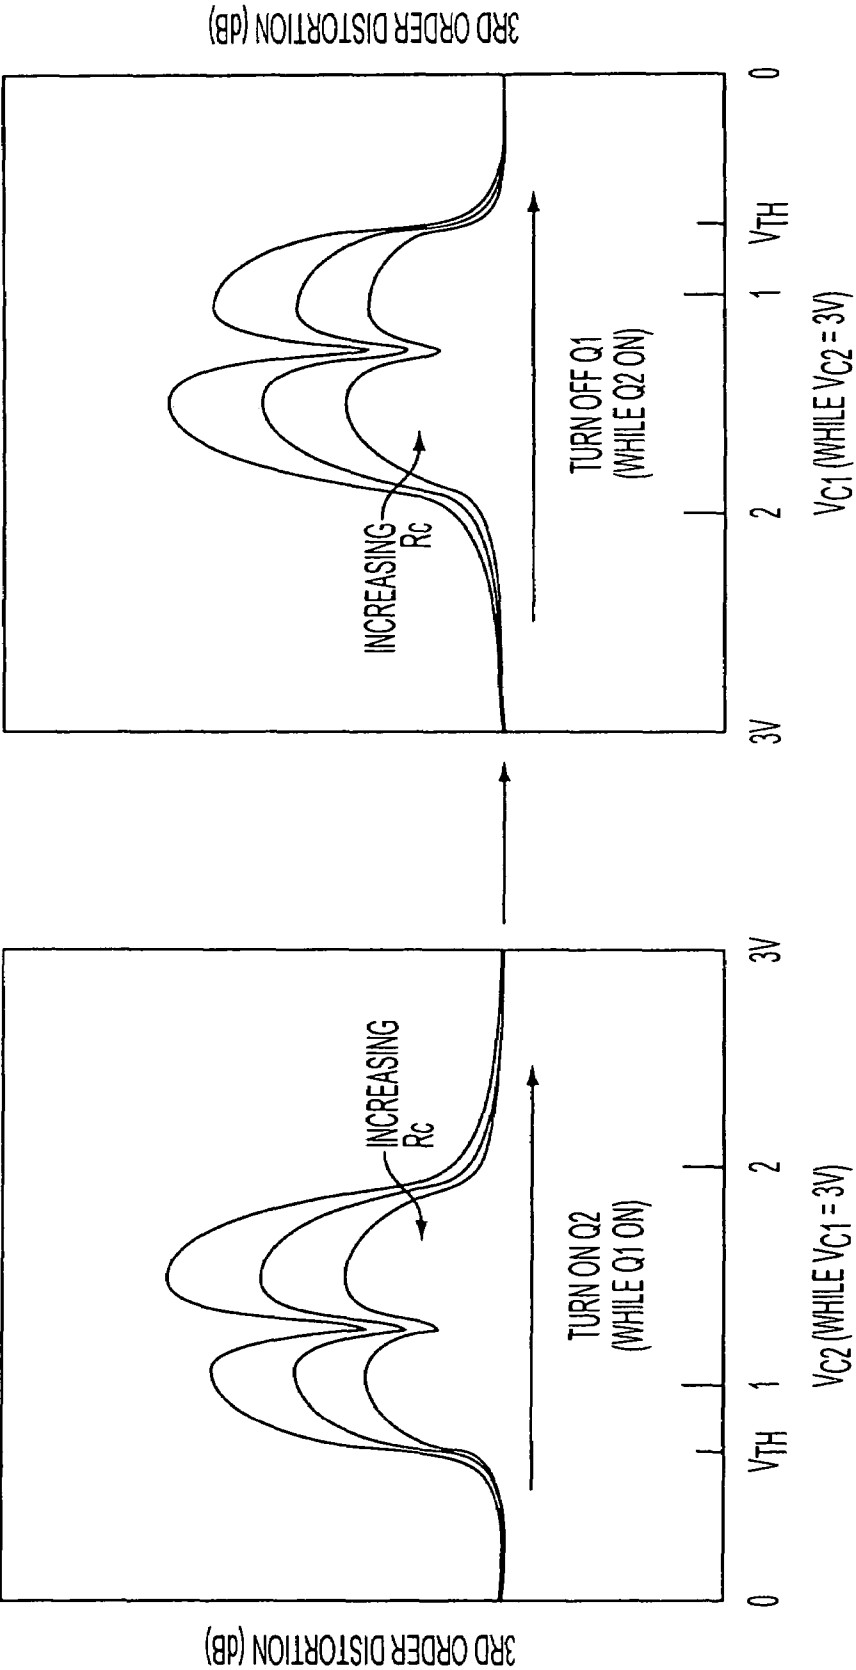 3RD ORDER DISTORTION (dB)
INCREASING
RC
TURN ON Q2
(WHILE Q1 ON)
0
VTH
1
2
3V
VC2 (WHILE VC1 = 3V)
3RD ORDER DISTORTION (dB)
INCREASING
RC
TURN OFF Q1
(WHILE Q2 ON)
3V
2
1
VTH
0
VC1 (WHILE VC2 = 3V)